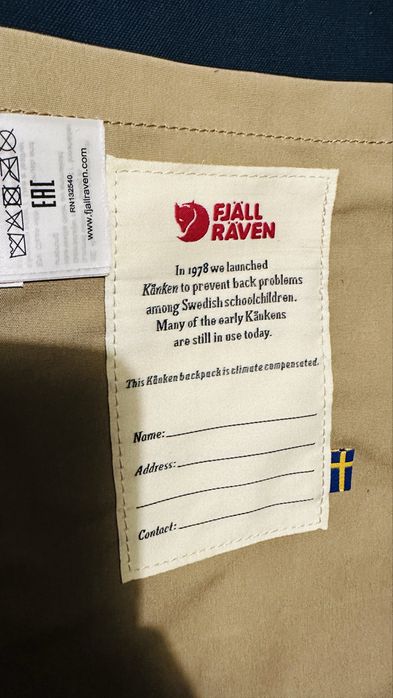 FJÄLL
RÄVEN
In 1978 we launched
Kånken to prevent back problems
among Swedish schoolchildren.
Many of the early Kånkens
are still in use today.
This Kånken backpack is climate compensated.
Name:
Address:
Contact:
EAC
RN132540
www.fjallraven.com